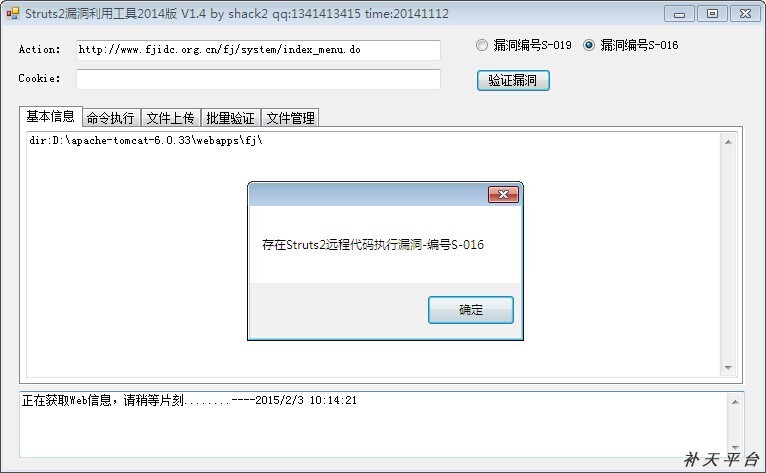 Struts2漏洞利用工具2014版 V1.4 by shack2 qq:1341413415 time:20141112
Action: http://www.fjidc.org.cn/fj/system/index_menu.do
漏洞编号S-019 漏洞编号S-016
Cookie:
验证漏洞
基本信息 命令执行 文件上传 批量验证 文件管理
dir:D:\apache-tomcat-6.0.33\webapps\fj\
存在Struts2远程代码执行漏洞-编号S-016
确定
正在获取Web信息，请稍等片刻........----2015/2/3 10:14:21
补天平台